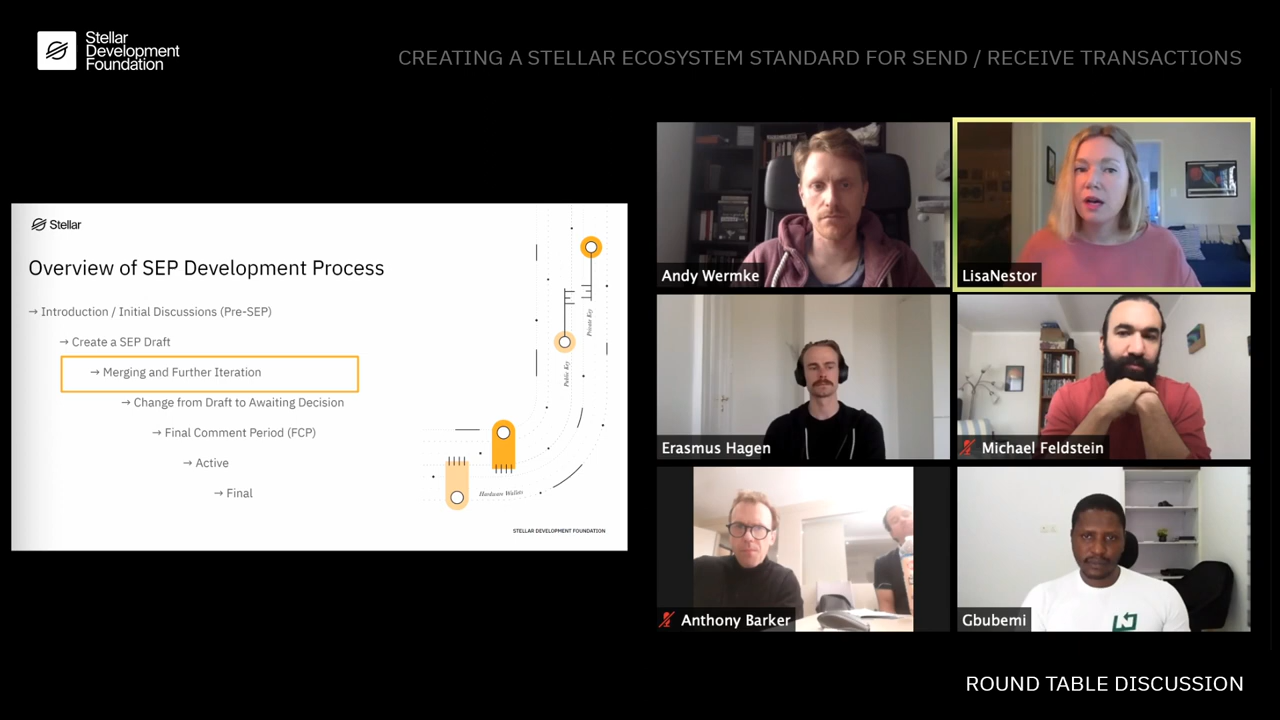 Stellar
Development
Foundation
CREATING A STELLAR ECOSYSTEM STANDARD FOR SEND / RECEIVE TRANSACTIONS
Stellar
Overview of SEP Development Process
→ Introduction / Initial Discussions (Pre-SEP)
→ Create a SEP Draft
→ Merging and Further Iteration
→ Change from Draft to Awaiting Decision
→ Final Comment Period (FCP)
→ Active
→ Final
Private Key
Public Key
Hardware Wallets
STELLAR DEVELOPMENT FOUNDATION
Andy Wermke
LisaNestor
Erasmus Hagen
Michael Feldstein
Anthony Barker
Gbubemi
ROUND TABLE DISCUSSION